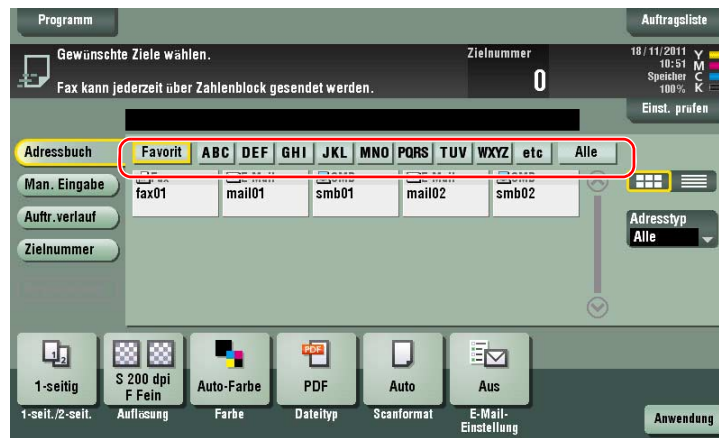 Programm
Auftragsliste
Gewünschte Ziele wählen.
Zielnummer
18/11/2011
10:51
Speicher
100%
Y
M
C
K
Fax kann jederzeit über Zahlenblock gesendet werden.
0
Einst. prüfen
Adressbuch
Favorit ABC DEF GHI JKL MNO PQRS TUV WXYZ etc Alle
Man. Eingabe
fax01 mail01 smb01 mail02 smb02
Auftr.verlauf
Adresstyp
Alle
Zielnummer
PDF
1-seitig
S 200 dpi
F Fein
Auto-Farbe
PDF
Auto
Aus
1-seit./2-seit.
Auflösung
Farbe
Dateityp
Scanformat
E-Mail-
Einstellung
Anwendung